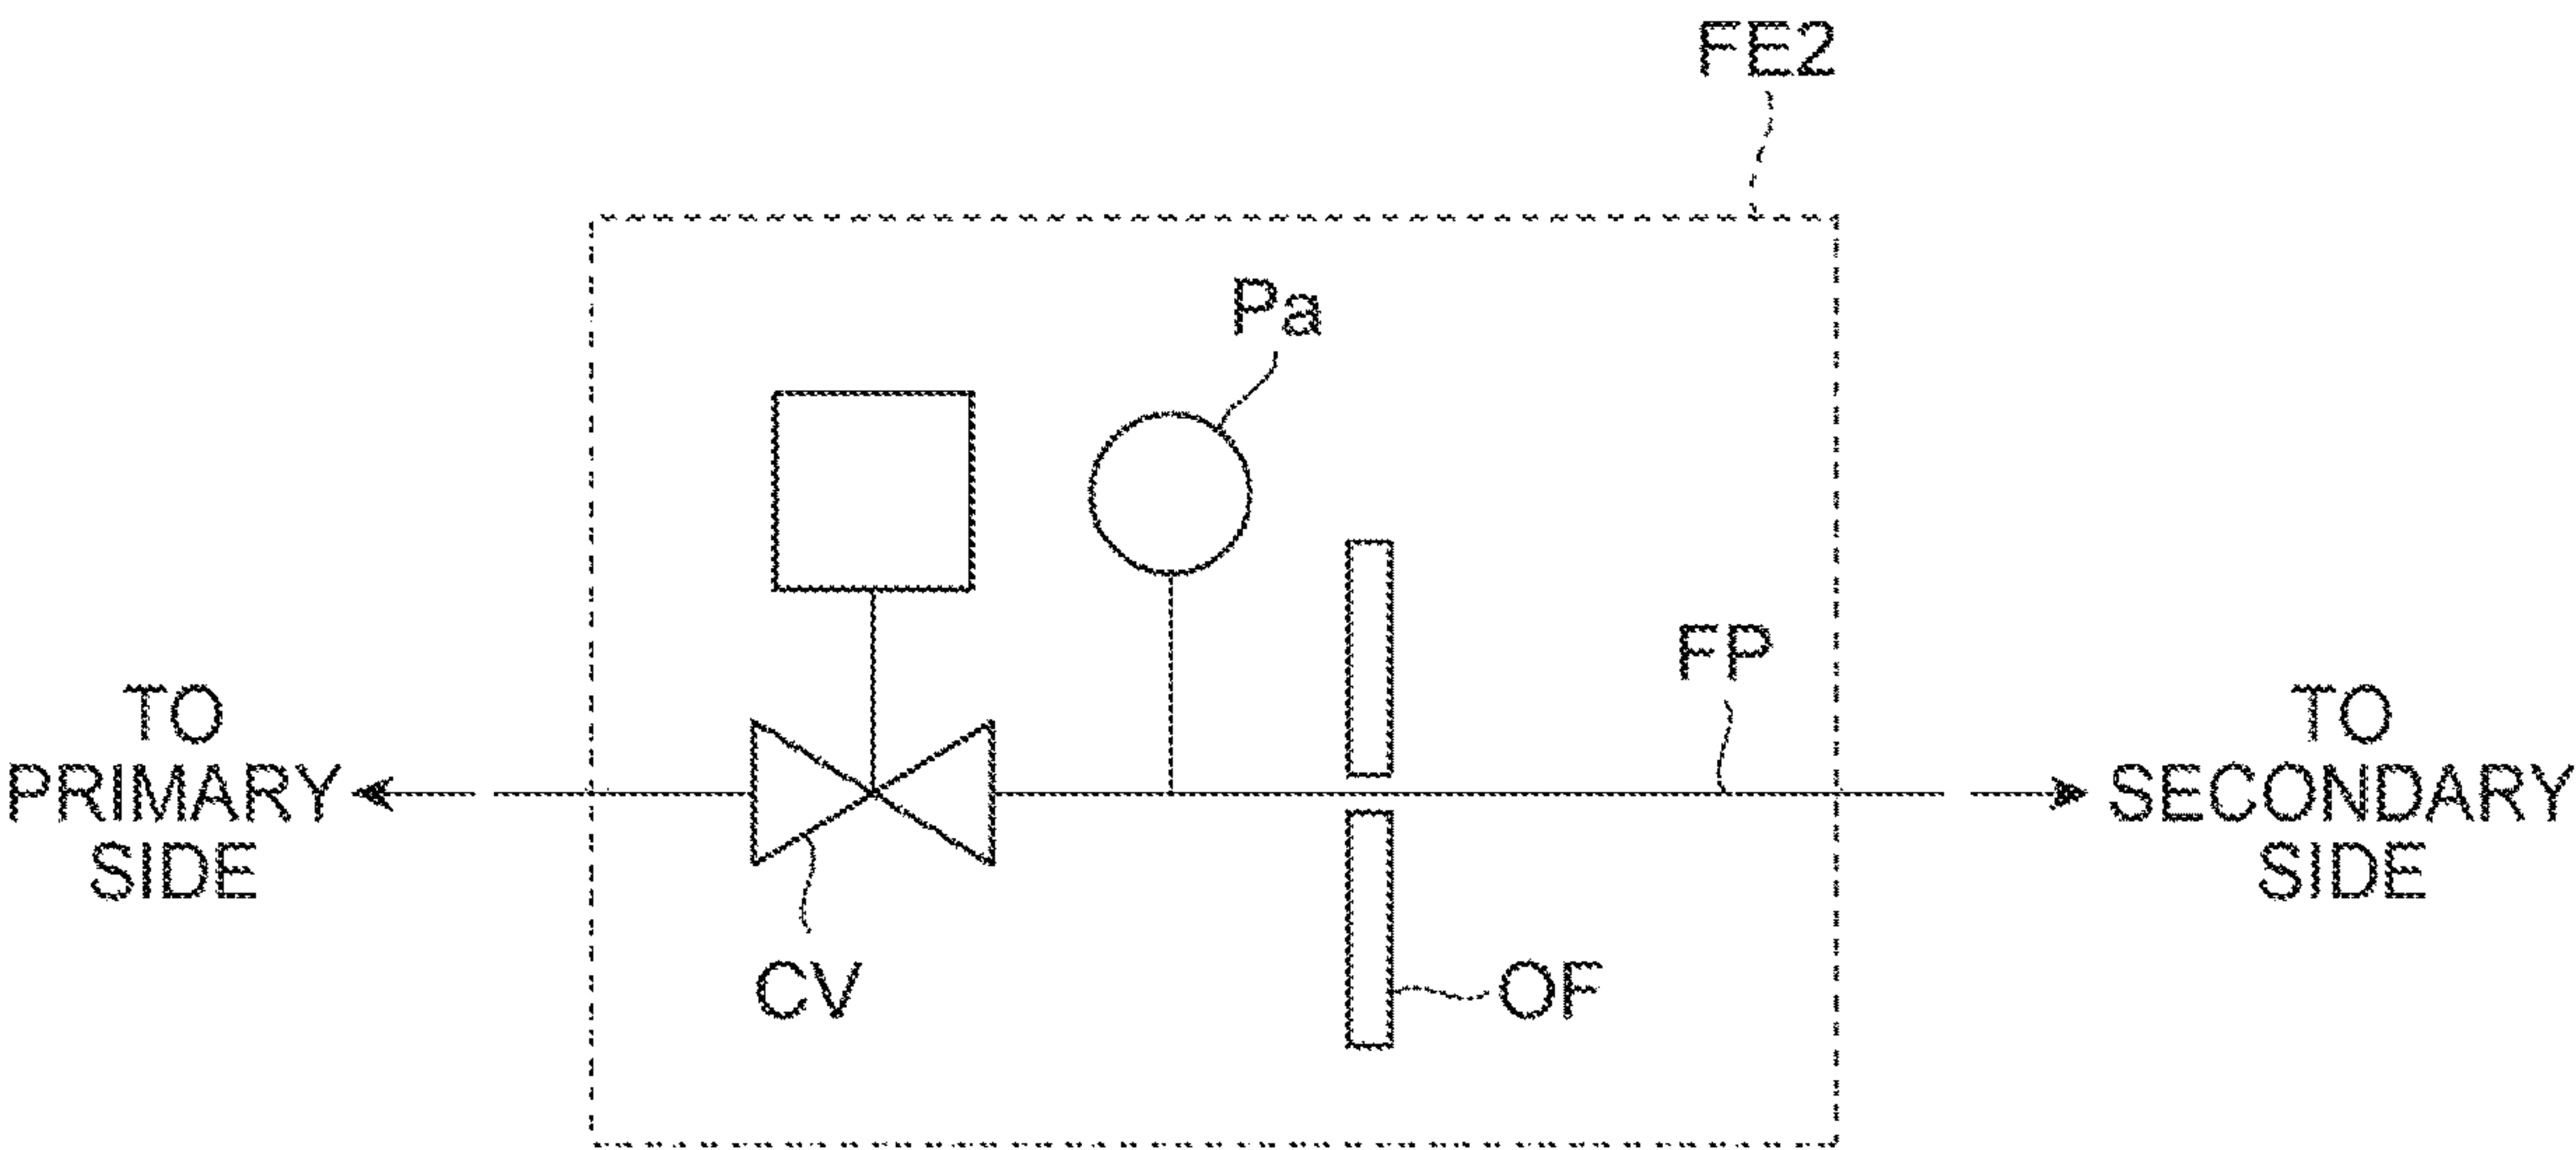 FE2
Pa
FP
TO
PRIMARY
SIDE
TO
SECONDARY
SIDE
CV
OF